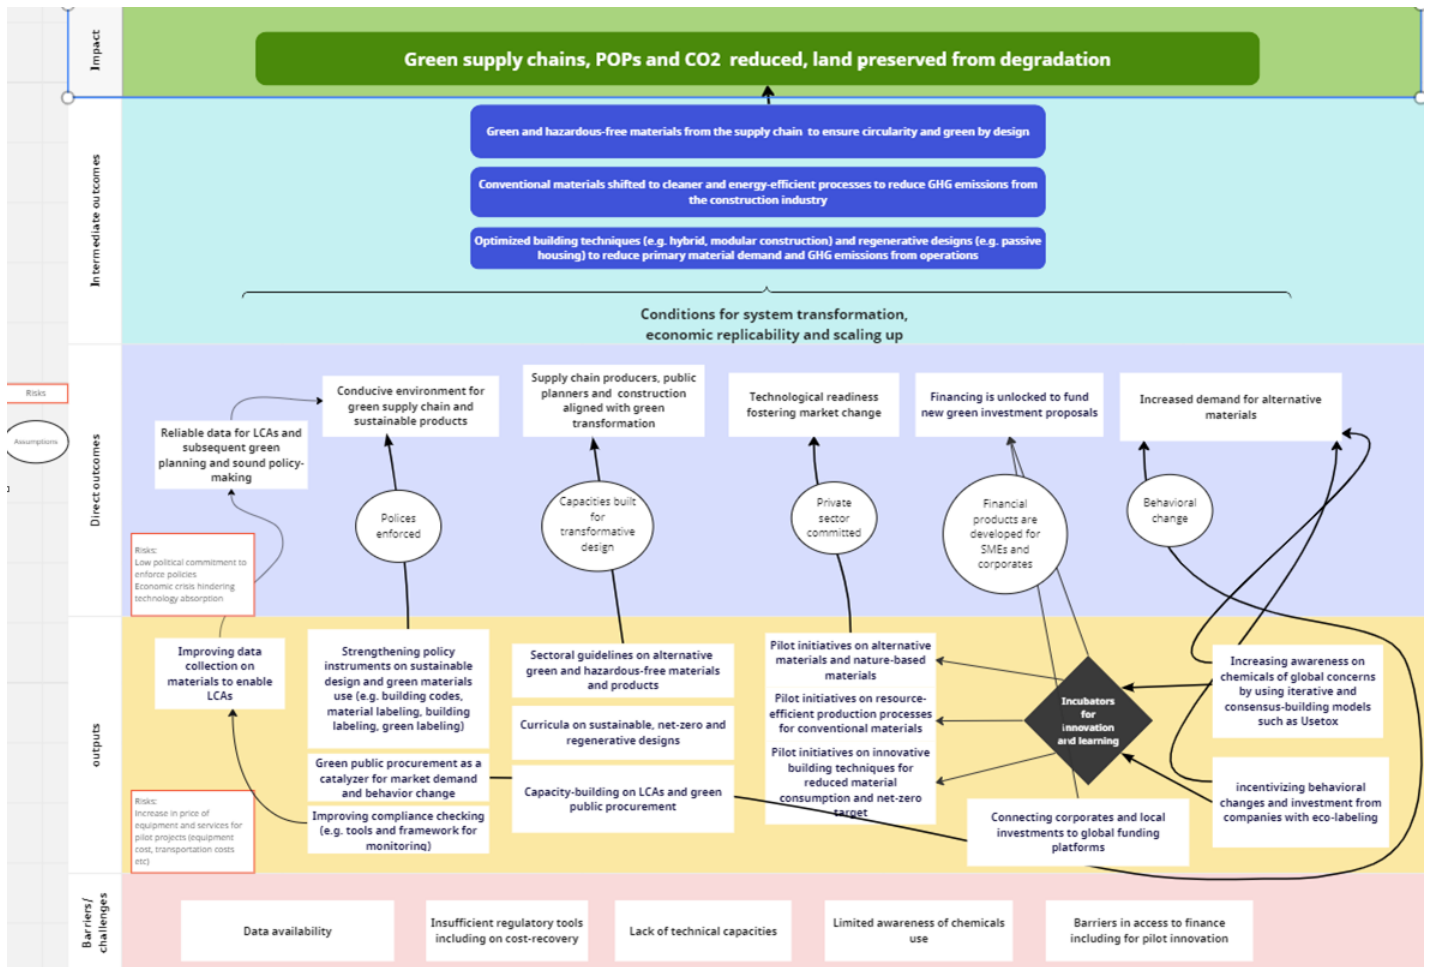 Impact
Green supply chains, POPs and CO2 reduced, land preserved from degradation
Intermediate outcomes
Green and hazardous-free materials from the supply chain to ensure circularity and green by design
Conventional materials shifted to cleaner and energy-efficient processes to reduce GHG emissions from
the construction industry
Optimized building techniques (e.g. hybrid, modular construction) and regenerative designs (e.g. passive
housing) to reduce primary material demand and GHG emissions from operations
Conditions for system transformation,
economic replicability and scaling up
Risks
Assumptions
Direct outcomes
Reliable data for LCAs and
subsequent green
planning and sound policy-
making
Conducive environment for
green supply chain and
sustainable products
Supply chain producers, public
planners and construction
aligned with green
transformation
Technological readiness
fostering market change
Financing is unlocked to fund
new green investment proposals
Increased demand for alternative
materials
Polices
enforced
Capacities built
for
transformative
design
Private
sector
committed
Financial
products are
developed for
SMEs and
corporates
Behavioral
change
Risks:
Low political commitment to
enforce policies
Economic crisis hindering
technology absorption
outputs
Improving data
collection on
materials to enable
LCAs
Strengthening policy
instruments on sustainable
design and green materials
use (e.g. building codes,
material labeling, building
labeling, green labeling)
Green public procurement as a
catalyzer for market demand
and behavior change
Improving compliance checking
(e.g. tools and framework for
monitoring)
Sectoral guidelines on alternative
green and hazardous-free materials
and products
Curricula on sustainable, net-zero and
regenerative designs
Capacity-building on LCAs and green
public procurement
Pilot initiatives on alternative
materials and nature-based
materials
Pilot initiatives on resource-
efficient production processes
for conventional materials
Pilot initiatives on innovative
building techniques for
reduced material
consumption and net-zero
target
Incubators
for
innovation
and learning
Connecting corporates and local
investments to global funding
platforms
Increasing awareness on
chemicals of global concerns
by using iterative and
consensus-building models
such as Usetox
incentivizing behavioral
changes and investment from
companies with eco-labeling
Risks:
Increase in price of
equipment and services for
pilot projects (equipment
cost, transportation costs
etc)
Barriers/
challenges
Data availability
Insufficient regulatory tools
including on cost-recovery
Lack of technical capacities
Limited awareness of chemicals
use
Barriers in access to finance
including for pilot innovation